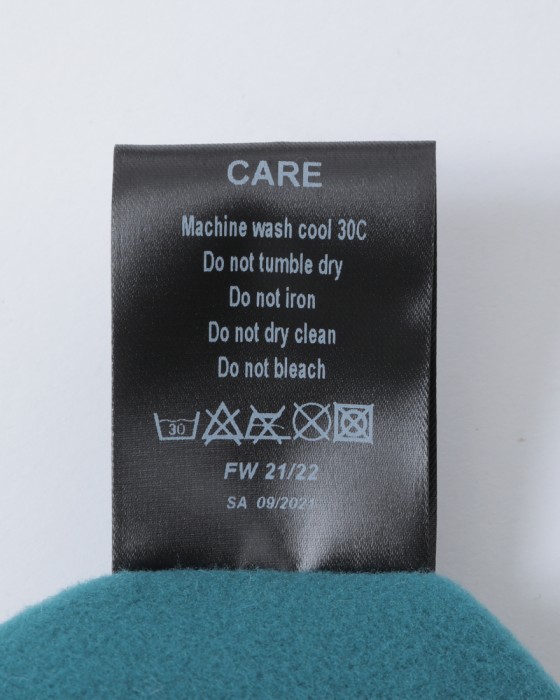 CARE
Machine wash cool 30C
Do not tumble dry
Do not iron
Do not dry clean
Do not bleach
30
FW 21/22
SA 09/2021